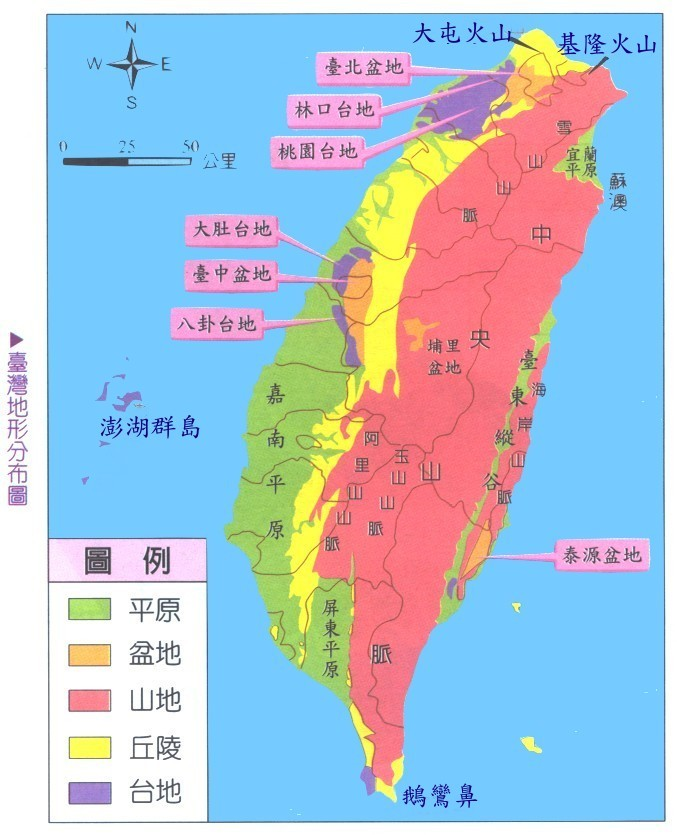 大屯火山
基隆火山
N
W E
S
臺北盆地
林口台地
桃園台地
0 25 50 公里
雪山山脈
宜蘭平原
蘇澳
大肚台地
臺中盆地
八卦台地
中央山脈
埔里
盆地
臺東縱谷
海岸山脈
▶臺灣地形分布圖
澎湖群島
嘉南平原
阿里山山脈
玉山山脈
泰源盆地
屏東平原
鵝鑾鼻
圖 例
平原
盆地
山地
丘陵
台地